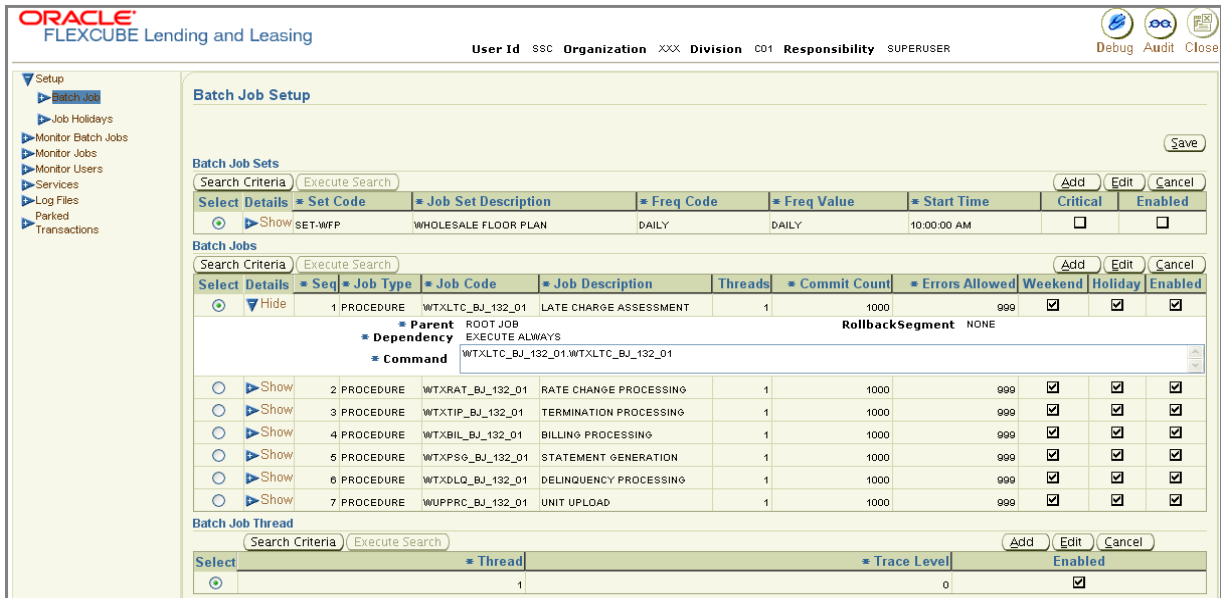 ORACLE
FLEXCUBE Lending and Leasing
User Id SSC Organization XXX Division C01 Responsibility SUPERUSER
Debug Audit Close
Setup
Batch Job
Job Holidays
Monitor Batch Jobs
Monitor Jobs
Monitor Users
Services
Log Files
Parked
Transactions
Batch Job Setup
Save
Batch Job Sets
Search Criteria Execute Search Add Edit Cancel
Select Details * Set Code * Job Set Description * Freq Code * Freq Value * Start Time Critical Enabled
Show SET-WFP WHOLESALE FLOOR PLAN DAILY DAILY 10:00:00 AM
Batch Jobs
Search Criteria Execute Search Add Edit Cancel
Select Details * Seq * Job Type * Job Code * Job Description Threads * Commit Count * Errors Allowed Weekend Holiday Enabled
Hide 1 PROCEDURE WTXLTC_BJ_132_01 LATE CHARGE ASSESSMENT 1 1000 999
* Parent ROOT JOB RollbackSegment NONE
* Dependency EXECUTE ALWAYS
* Command WTXLTC_BJ_132_01.WTXLTC_BJ_132_01
Show 2 PROCEDURE WTXRAT_BJ_132_01 RATE CHANGE PROCESSING 1 1000 999
Show 3 PROCEDURE WTXTIP_BJ_132_01 TERMINATION PROCESSING 1 1000 999
Show 4 PROCEDURE WTXBIL_BJ_132_01 BILLING PROCESSING 1 1000 999
Show 5 PROCEDURE WTXPSG_BJ_132_01 STATEMENT GENERATION 1 1000 999
Show 6 PROCEDURE WTXDLQ_BJ_132_01 DELINQUENCY PROCESSING 1 1000 999
Show 7 PROCEDURE WUPPRC_BJ_132_01 UNIT UPLOAD 1 1000 999
Batch Job Thread
Search Criteria Execute Search Add Edit Cancel
Select * Thread * Trace Level Enabled
1 0